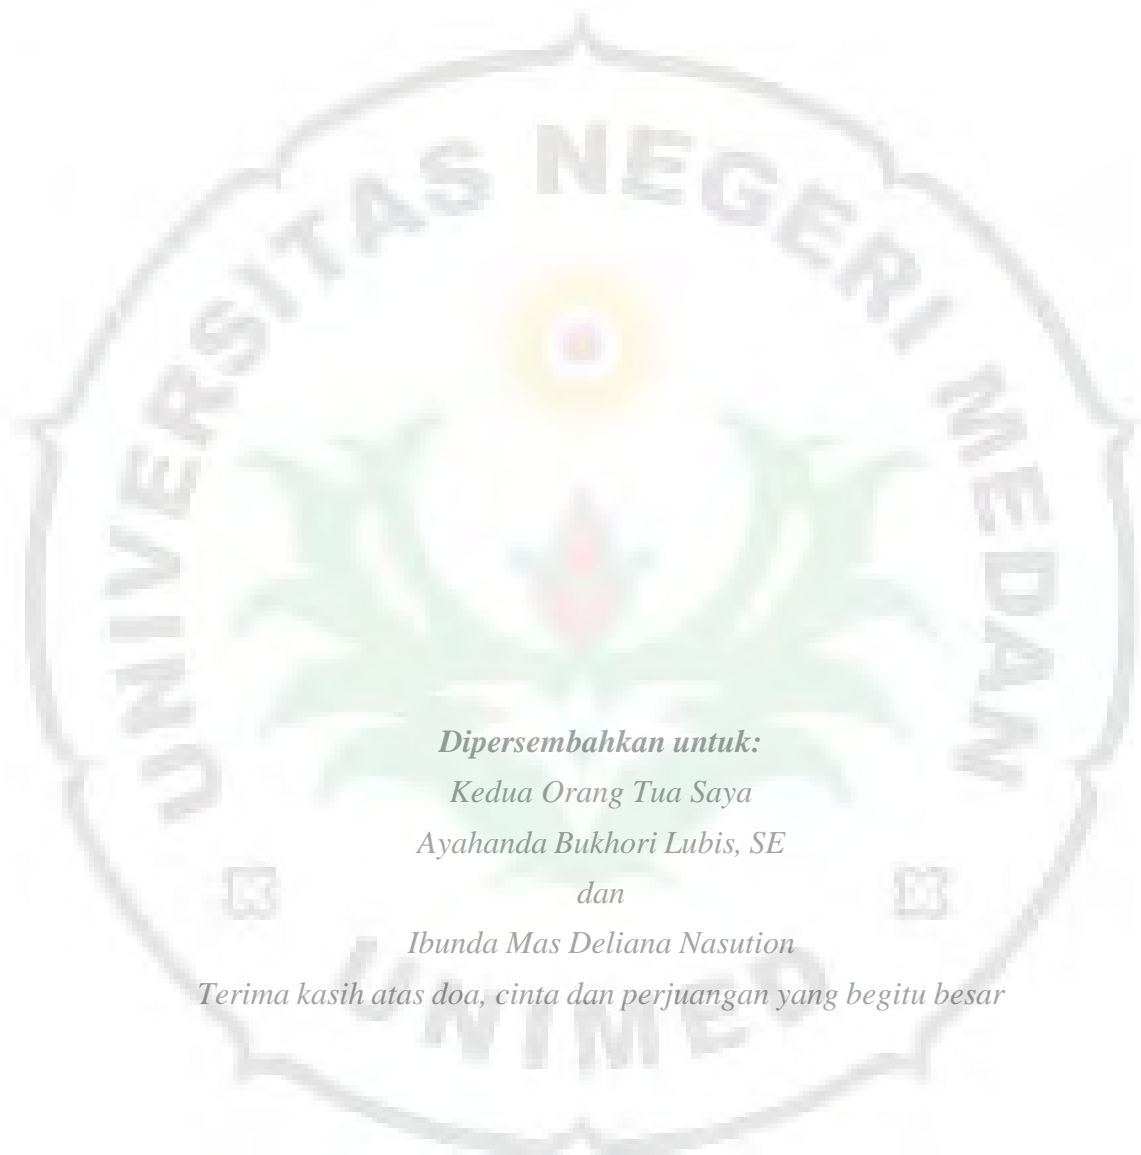 UNIVERSITAS NEGERI MEDAN
Dipersembahkan untuk:
Kedua Orang Tua Saya
Ayahanda Bukhori Lubis, SE
dan
Ibunda Mas Deliana Nasution
Terima kasih atas doa, cinta dan perjuangan yang begitu besar
UNIMED